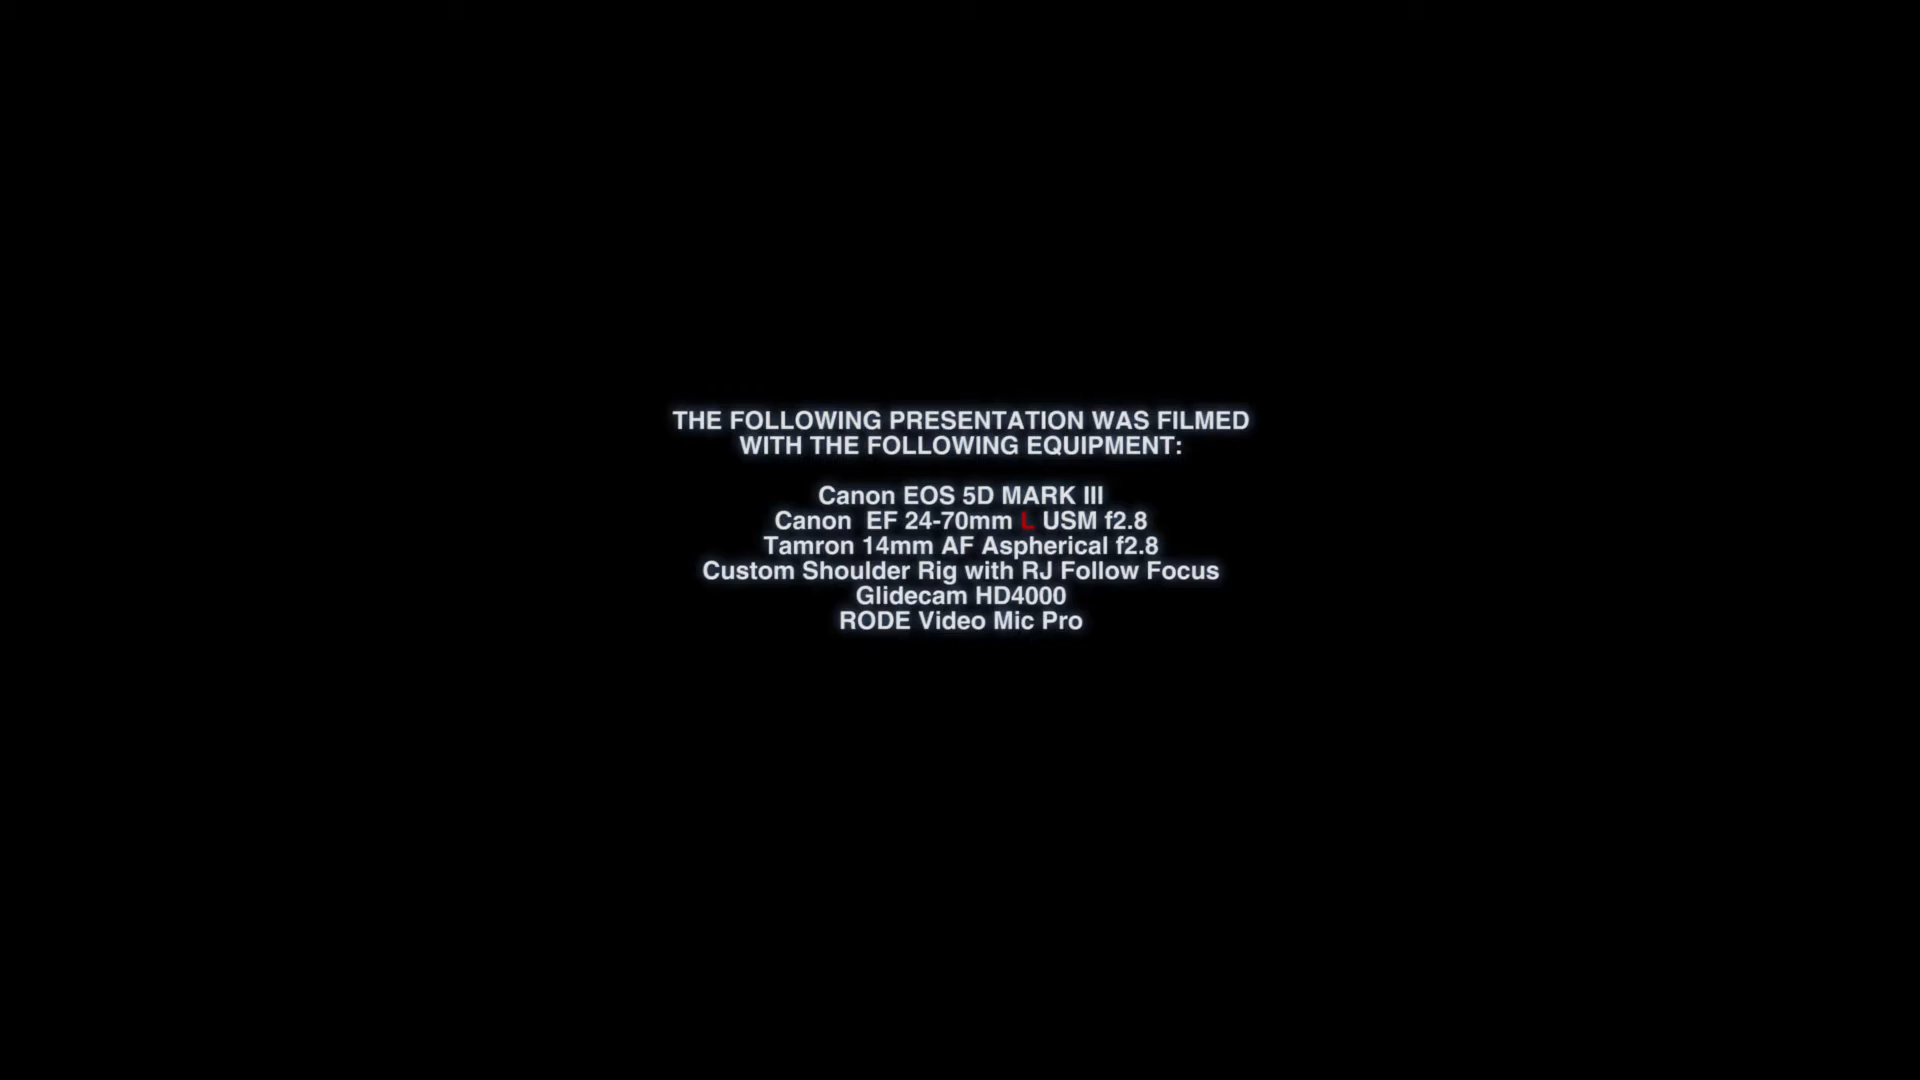 THE FOLLOWING PRESENTATION WAS FILMED
WITH THE FOLLOWING EQUIPMENT:
Canon EOS 5D MARK III
Canon  EF 24-70mm L USM f2.8
Tamron 14mm AF Aspherical f2.8
Custom Shoulder Rig with RJ Follow Focus
Glidecam HD4000
RODE Video Mic Pro